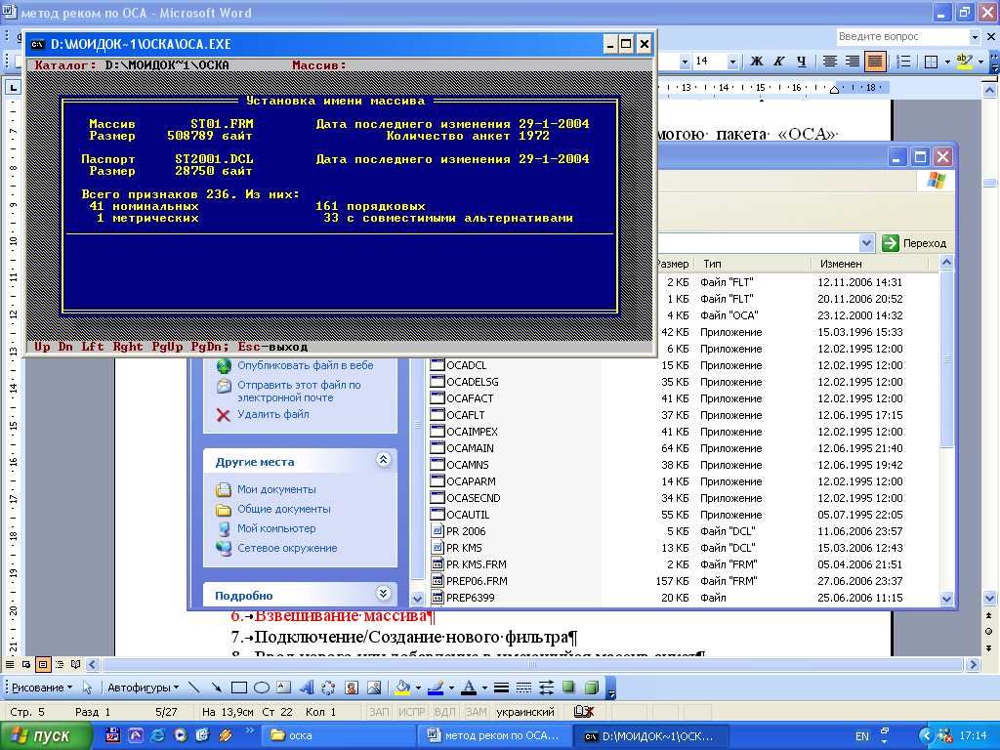 метод реком по ОСА - Microsoft Word
Введите вопрос
14
Ж К Ч
13 14 15 16 18
могою пакета «ОСА»
D:\МОИДОК~1\ОСКА\OCA.EXE
Каталог: D:\МОИДОК~1\ОСКА Массив:
Установка имени массива
Массив ST01.FRM Дата последнего изменения 29-1-2004
Размер 508789 байт Количество анкет 1972
Паспорт ST2001.DCL Дата последнего изменения 29-1-2004
Размер 28750 байт
Всего признаков 236. Из них:
41 номинальных 161 порядковых
1 метрических 33 с совместимыми альтернативами
Up Dn Lft Rght PgUp PgDn; Esc-выход
Переход
Размер Тип Изменен
2 КБ Файл "FLT" 12.11.2006 14:31
1 КБ Файл "FLT" 20.11.2006 20:52
4 КБ Файл "OCA" 23.12.2000 14:32
42 КБ Приложение 15.03.1996 15:33
6 КБ Приложение 12.02.1995 12:00
OCADCL 15 КБ Приложение 12.02.1995 12:00
OCADELSG 35 КБ Приложение 12.02.1995 12:00
OCAFACT 41 КБ Приложение 12.02.1995 12:00
OCAFLT 37 КБ Приложение 12.06.1995 17:15
OCAIMPEX 41 КБ Приложение 12.02.1995 12:00
OCAMAIN 64 КБ Приложение 12.06.1995 21:40
OCAMNS 38 КБ Приложение 12.06.1995 19:42
OCAPARM 14 КБ Приложение 12.02.1995 12:00
OCASECND 34 КБ Приложение 12.02.1995 12:00
OCAUTIL 55 КБ Приложение 05.07.1995 22:05
PR 2006 5 КБ Файл "DCL" 11.06.2006 23:57
PR KMS 13 КБ Файл "DCL" 15.03.2006 12:43
PR KMS.FRM 2 КБ Файл "FRM" 05.04.2006 21:51
PREP06.FRM 157 КБ Файл "FRM" 27.06.2006 23:37
PREP6399 20 КБ Файл 25.06.2006 11:15
Опубликовать файл в вебе
Отправить этот файл по
электронной почте
Удалить файл
Другие места
Мои документы
Общие документы
Мой компьютер
Сетевое окружение
Подробно
6.→Взвешивание·массива¶
7.→Подключение/Создание·нового·фильтра¶
8.→Ввод·нового·или·добавление·в·имеющийся·массив·анкет¶
Рисование Автофигуры
Стр. 5 Разд 1 5/27 На 13,9см Ст 22 Кол 1 ЗАП ИСПР ВДЛ ЗАМ украинский
пуск оска метод реком по ОСА... D:\МОИДОК~1\ОСК... EN 17:14